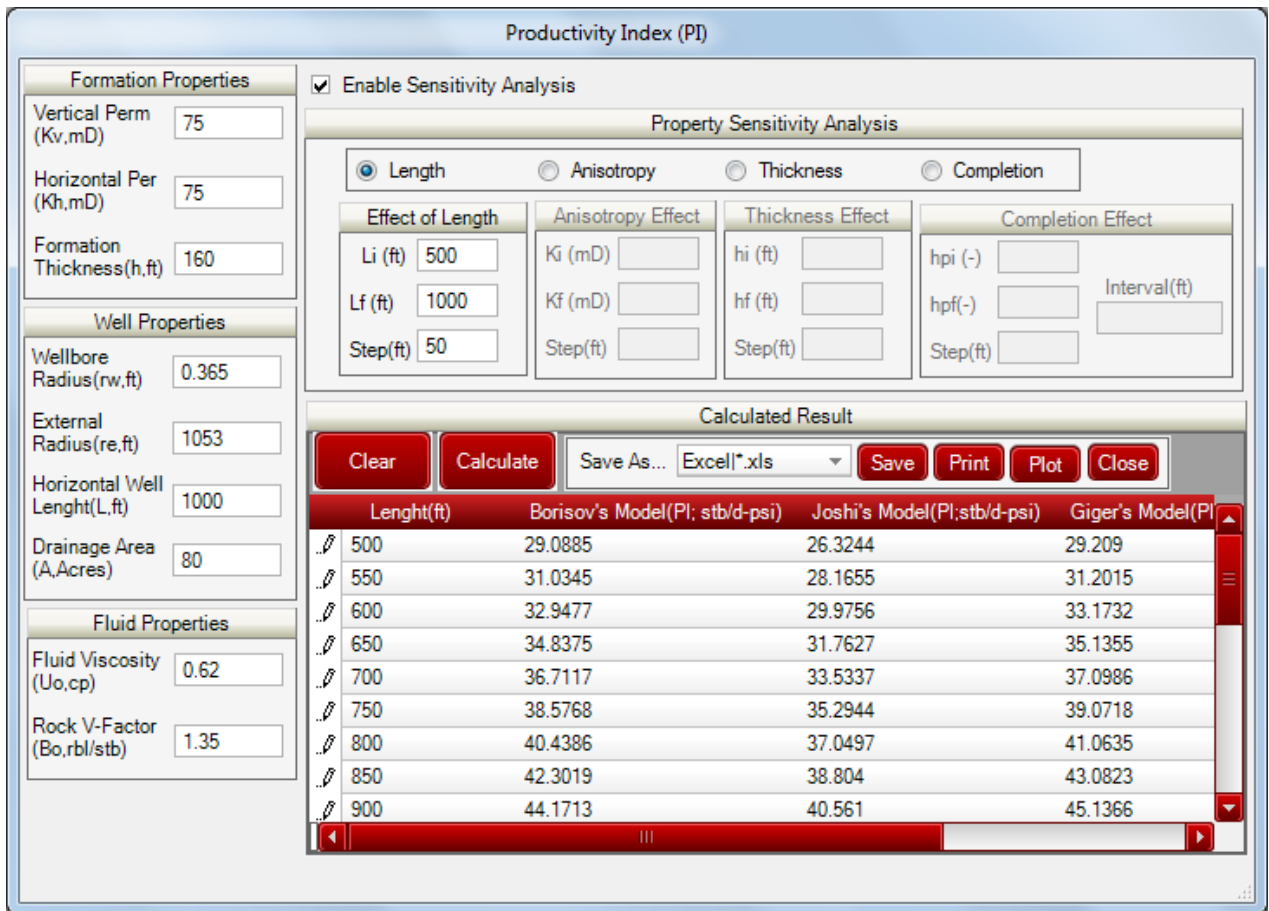 Productivity Index (PI)
Formation Properties
Vertical Perm
(Kv,mD)
75
Horizontal Per
(Kh,mD)
75
Formation
Thickness(h,ft)
160
Well Properties
Wellbore
Radius(rw,ft)
0.365
External
Radius(re,ft)
1053
Horizontal Well
Lenght(L,ft)
1000
Drainage Area
(A,Acres)
80
Fluid Properties
Fluid Viscosity
(Uo,cp)
0.62
Rock V-Factor
(Bo,rbl/stb)
1.35
Enable Sensitivity Analysis
Property Sensitivity Analysis
Length Anisotropy Thickness Completion
Effect of Length
Li (ft) 500
Lf (ft) 1000
Step(ft) 50
Anisotropy Effect
Ki (mD)
Kf (mD)
Step(ft)
Thickness Effect
hi (ft)
hf (ft)
Step(ft)
Completion Effect
hpi (-)
hpf(-)
Step(ft)
Interval(ft)
Calculated Result
Clear Calculate Save As... Excel|*.xls Save Print Plot Close
Lenght(ft) Borisov's Model(PI; stb/d-psi) Joshi's Model(PI;stb/d-psi) Giger's Model(PI
500 29.0885 26.3244 29.209
550 31.0345 28.1655 31.2015
600 32.9477 29.9756 33.1732
650 34.8375 31.7627 35.1355
700 36.7117 33.5337 37.0986
750 38.5768 35.2944 39.0718
800 40.4386 37.0497 41.0635
850 42.3019 38.804 43.0823
900 44.1713 40.561 45.1366